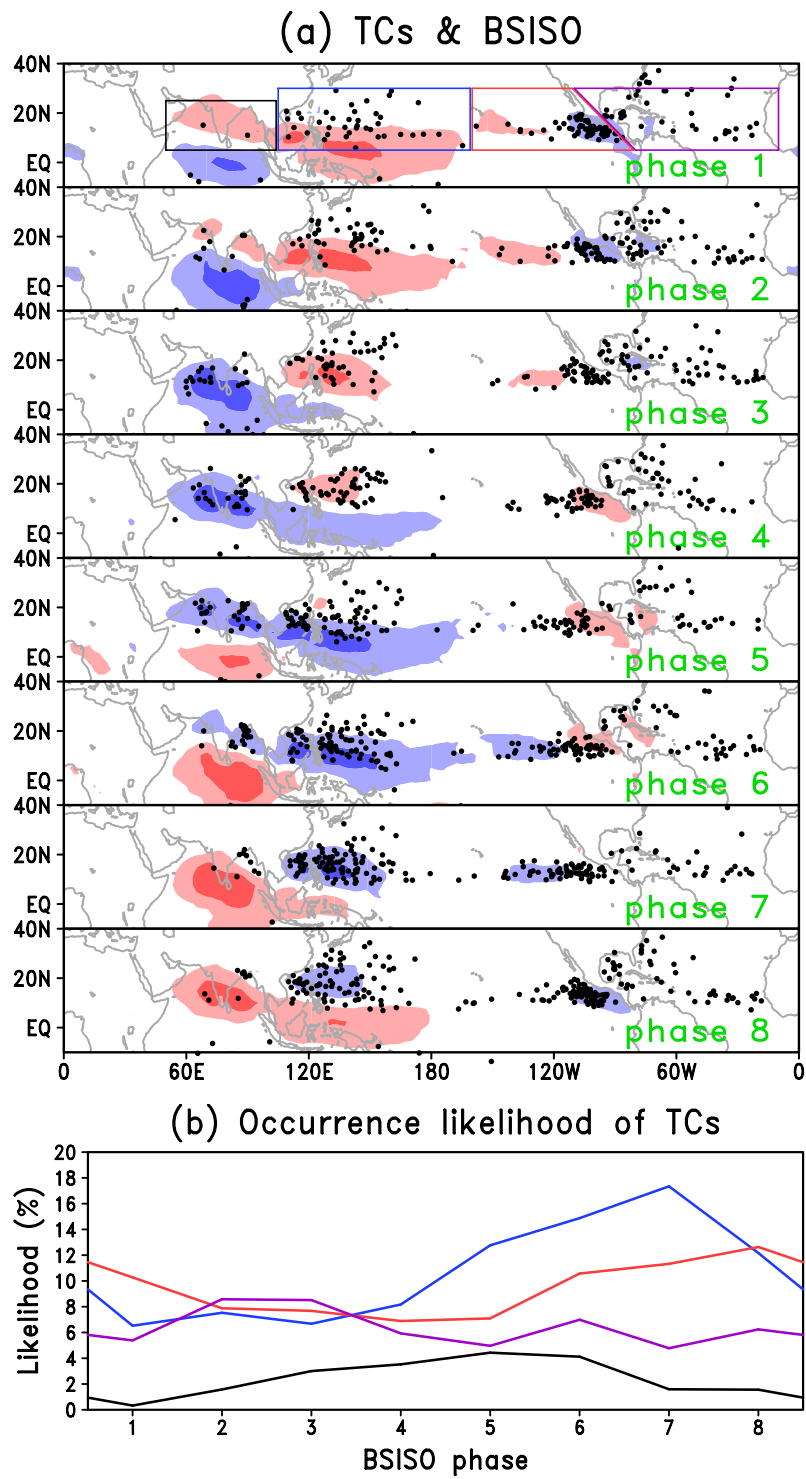 (a) TCs & BSISO
40N
20N
EQ
phase 1
40N
20N
EQ
phase 2
40N
20N
EQ
phase 3
40N
20N
EQ
phase 4
40N
20N
EQ
phase 5
40N
20N
EQ
phase 6
40N
20N
EQ
phase 7
40N
20N
EQ
phase 8
0 60E 120E 180 120W 60W 0
(b) Occurrence likelihood of TCs
Likelihood (%)
20
18
16
14
12
10
8
6
4
2
0
1 2 3 4 5 6 7 8
BSISO phase